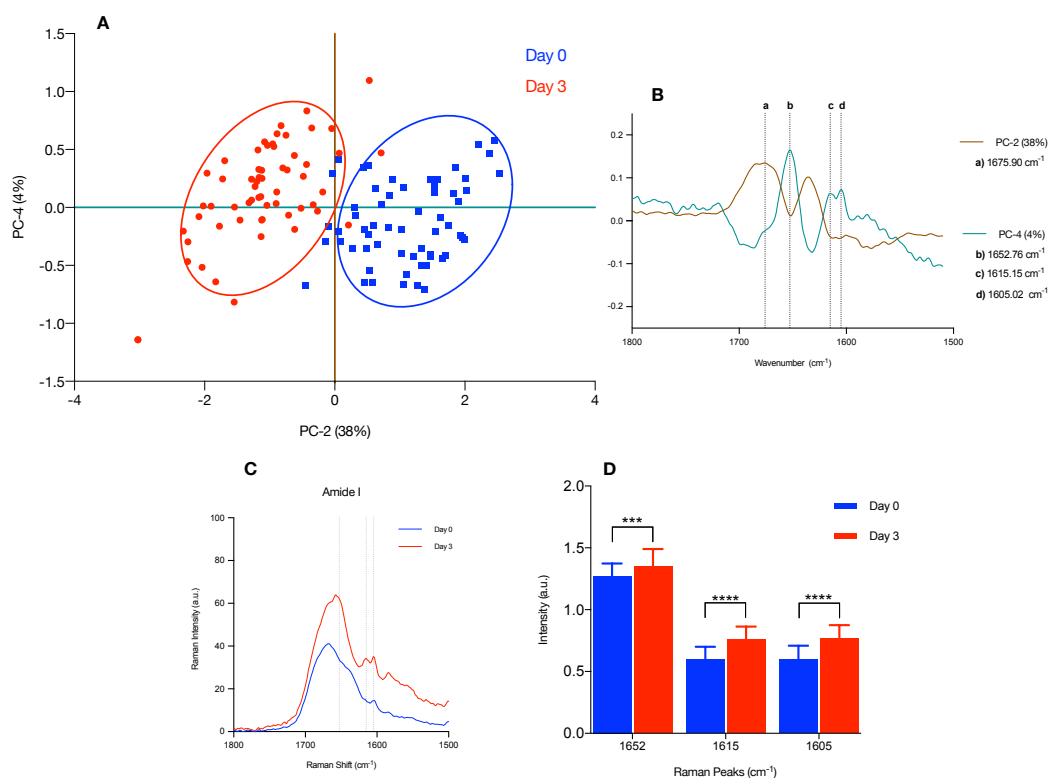 A
Day 0
Day 3
1.5
1.0
0.5
0.0
-0.5
-1.0
-1.5
PC-4 (4%)
-4
-2
0
2
4
PC-2 (38%)
B
a
b
c
d
0.2
0.1
0.0
-0.1
-0.2
1800
1700
1600
1500
Wavenumber (cm-1)
PC-2 (38%)
a) 1675.90 cm-1
PC-4 (4%)
b) 1652.76 cm-1
c) 1615.15 cm-1
d) 1605.02 cm-1
C
Amide I
Day 0
Day 3
100
80
60
40
20
0
Raman Intensity (a.u.)
1800
1700
1600
1500
Raman Shift (cm-1)
D
Day 0
Day 3
2.0
1.5
1.0
0.5
0.0
Intensity (a.u.)
***
****
****
1652
1615
1605
Raman Peaks (cm-1)